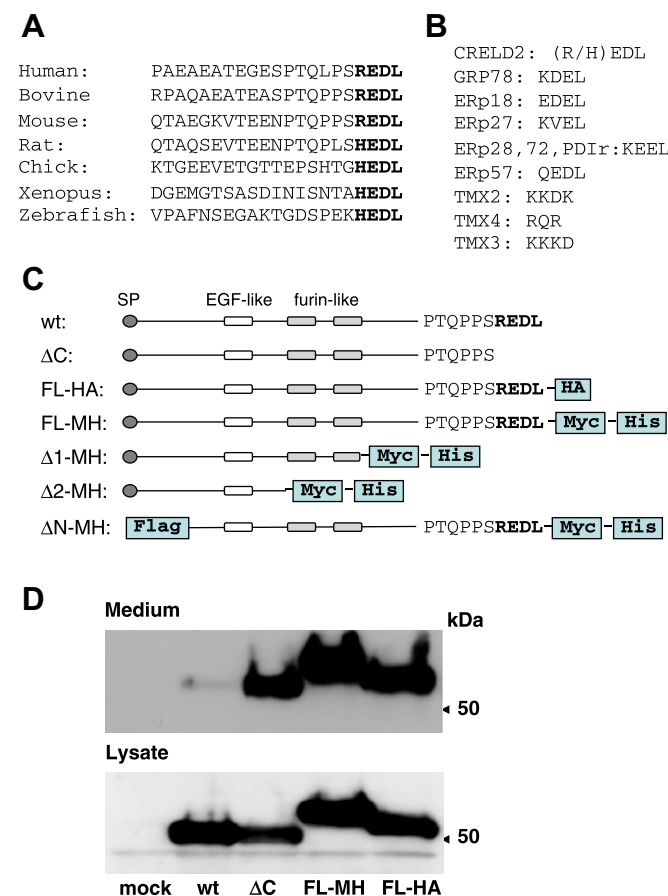 A
Human: PAEAEATEGESPTQLPSREDL
Bovine RPAQAEATEASPTQPPSREDL
Mouse: QTAEGKVTEENPTQPPSREDL
Rat: QTAQSEVTEENPTQPLSREDL
Chick: KTGEEVETGTTEPSHTGHEDL
Xenopus: DGEMGTSASDINISNTAHEDL
Zebrafish: VPAFNSEGAKTGDSPEKHEDL
B
CRELD2: (R/H)EDL
GRP78: KDEL
ERp18: EDEL
ERp27: KVEL
ERp28,72,PDIr:KEEL
ERp57: QEDL
TMX2: KKDK
TMX4: RQR
TMX3: KKKD
C
SP EGF-like furin-like
wt: PTQPPSREDL
ΔC: PTQPPS
FL-HA: PTQPPSREDL HA
FL-MH: PTQPPSREDL Myc His
Δ1-MH: Myc His
Δ2-MH: Myc His
ΔN-MH: Flag PTQPPSREDL Myc His
D
Medium
kDa
50
Lysate
50
mock wt ΔC FL-MH FL-HA